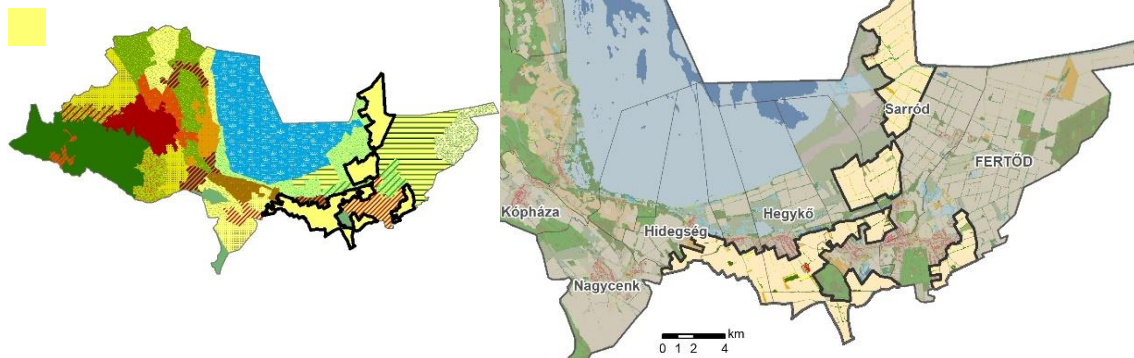 Sarród
FERTŐD
Kópháza
Hegykő
Hidegség
Nagycenk
km
0 1 2 4